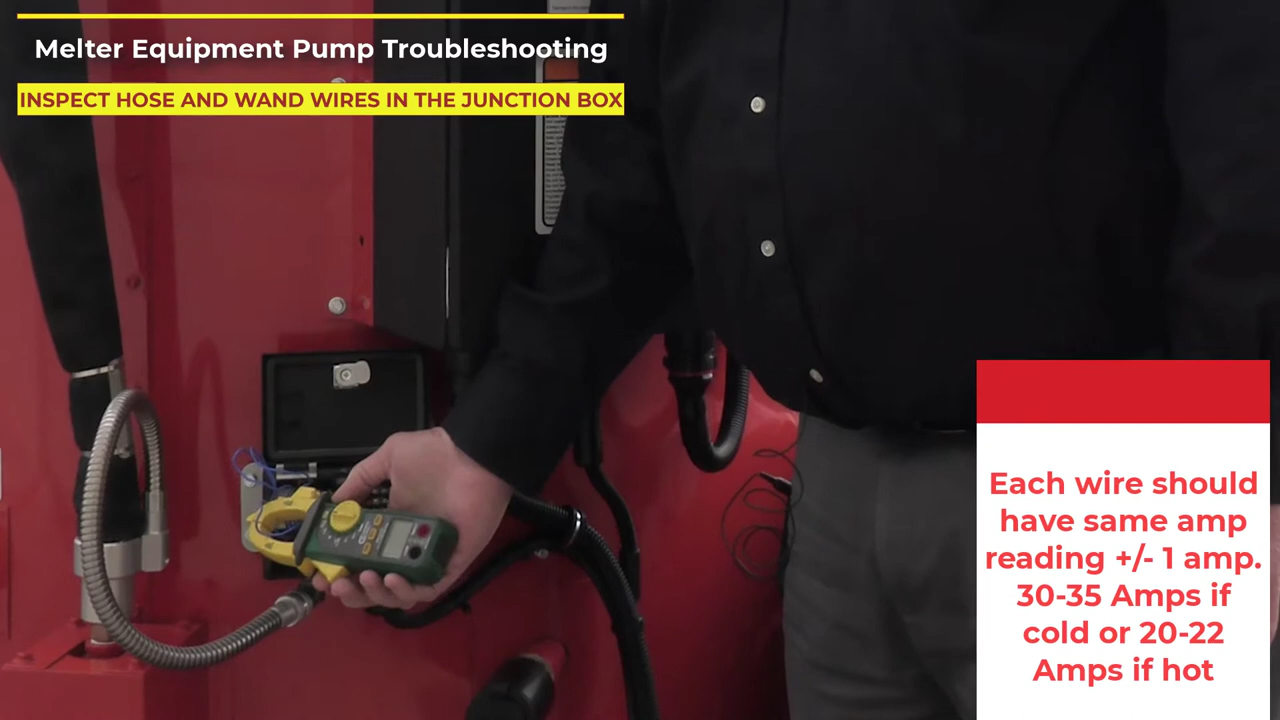 Melter Equipment Pump Troubleshooting
INSPECT HOSE AND WAND WIRES IN THE JUNCTION BOX
Each wire should
have same amp
reading +/- 1 amp.
30-35 Amps if
cold or 20-22
Amps if hot